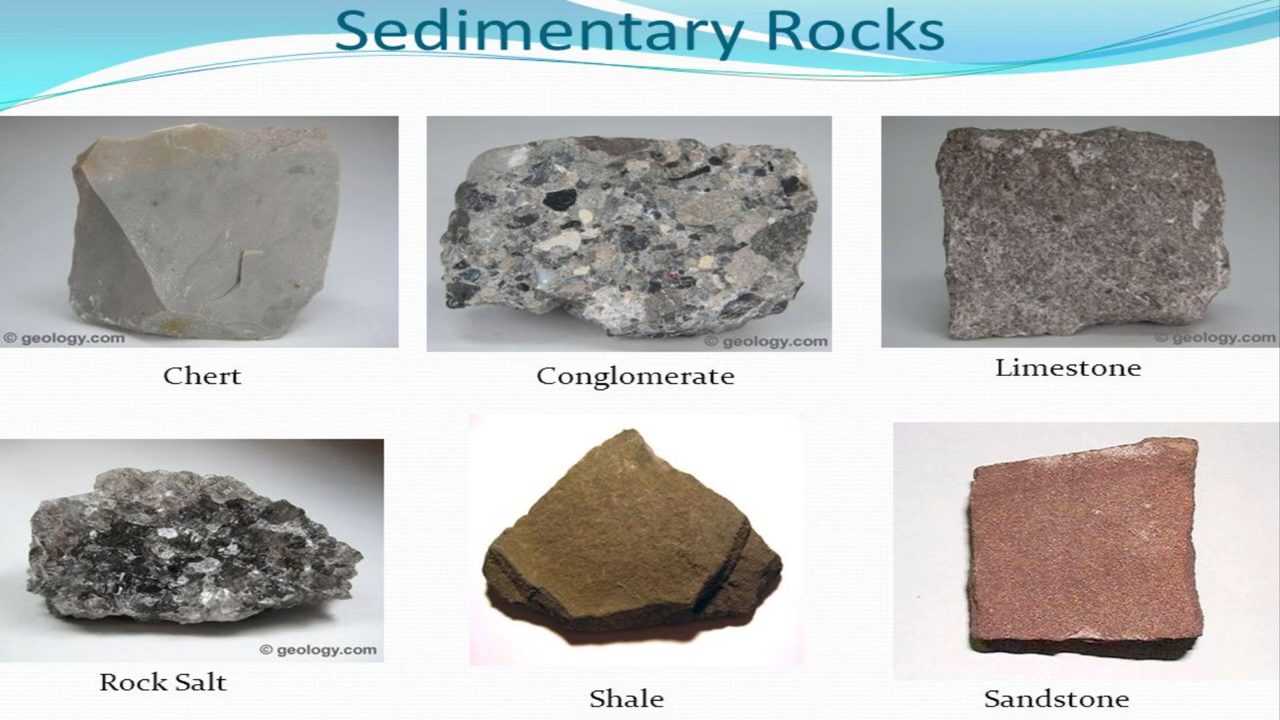 Sedimentary Rocks
© geology.com
© geology.com
© geology.com
Chert
Conglomerate
Limestone
© geology.com
Rock Salt
Shale
Sandstone